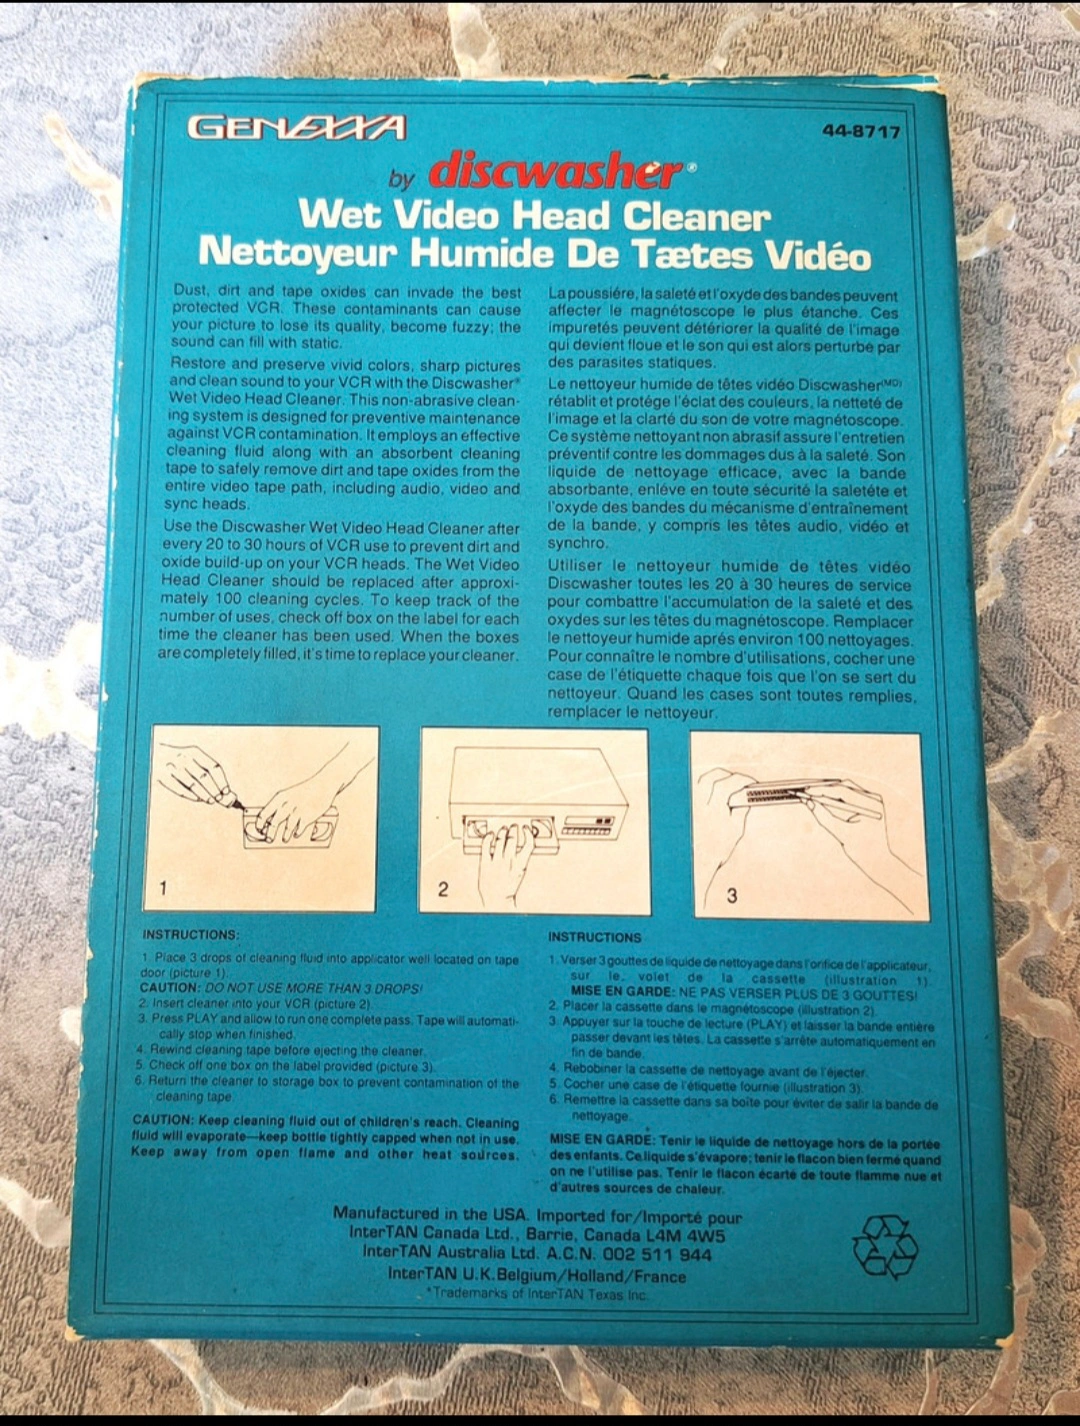 GENEXXA
44-8717
by discwasher®
Wet Video Head Cleaner
Nettoyeur Humide De Tætes Vidéo
Dust, dirt and tape oxides can invade the best
protected VCR. These contaminants can cause
your picture to lose its quality, become fuzzy; the
sound can fill with static.
Restore and preserve vivid colors, sharp pictures
and clean sound to your VCR with the Discwasher®
Wet Video Head Cleaner. This non-abrasive clean-
ing system is designed for preventive maintenance
against VCR contamination. It employs an effective
cleaning fluid along with an absorbent cleaning
tape to safely remove dirt and tape oxides from the
entire video tape path, including audio, video and
sync heads.
Use the Discwasher Wet Video Head Cleaner after
every 20 to 30 hours of VCR use to prevent dirt and
oxide build-up on your VCR heads. The Wet Video
Head Cleaner should be replaced after approxi-
mately 100 cleaning cycles. To keep track of the
number of uses, check off box on the label for each
time the cleaner has been used. When the boxes
are completely filled, it's time to replace your cleaner.
La poussiére, la saleté et l'oxyde des bandes peuvent
affecter le magnétoscope le plus étanche. Ces
impuretés peuvent détériorer la qualité de l'image
qui devient floue et le son qui est alors perturbé par
des parasites statiques.
Le nettoyeur humide de têtes vidéo Discwasher(MD)
rétablit et protége l'éclat des couleurs, la netteté de
l'image et la clarté du son de votre magnétoscope.
Ce système nettoyant non abrasif assure l'entretien
préventif contre les dommages dus à la saleté. Son
liquide de nettoyage efficace, avec la bande
absorbante, enléve en toute sécurité la saletéte et
l'oxyde des bandes du mécanisme d'entraînement
de la bande, y compris les têtes audio, vidéo et
synchro.
Utiliser le nettoyeur humide de têtes vidéo
Discwasher toutes les 20 à 30 heures de service
pour combattre l'accumulation de la saleté et des
oxydes sur les têtes du magnétoscope. Remplacer
le nettoyeur humide aprés environ 100 nettoyages.
Pour connaître le nombre d'utilisations, cocher une
case de l'étiquette chaque fois que l'on se sert du
nettoyeur. Quand les cases sont toutes remplies,
remplacer le nettoyeur.
1
2
3
INSTRUCTIONS:
1. Place 3 drops of cleaning fluid into applicator well located on tape
door (picture 1).
CAUTION: DO NOT USE MORE THAN 3 DROPS!
2. Insert cleaner into your VCR (picture 2).
3. Press PLAY and allow to run one complete pass. Tape will automati-
cally stop when finished.
4. Rewind cleaning tape before ejecting the cleaner.
5. Check off one box on the label provided (picture 3).
6. Return the cleaner to storage box to prevent contamination of the
cleaning tape.
CAUTION: Keep cleaning fluid out of children's reach. Cleaning
fluid will evaporate—keep bottle tightly capped when not in use.
Keep away from open flame and other heat sources.
INSTRUCTIONS
1. Verser 3 gouttes de liquide de nettoyage dans l'orifice de l'applicateur,
sur le volet de la cassette (illustration 1).
MISE EN GARDE: NE PAS VERSER PLUS DE 3 GOUTTES!
2. Placer la cassette dans le magnétoscope (illustration 2).
3. Appuyer sur la touche de lecture (PLAY) et laisser la bande entière
passer devant les têtes. La cassette s'arrête automatiquement en
fin de bande.
4. Rebobiner la cassette de nettoyage avant de l'éjecter.
5. Cocher une case de l'étiquette fournie (illustration 3).
6. Remettre la cassette dans sa boîte pour éviter de salir la bande de
nettoyage.
MISE EN GARDE: Tenir le liquide de nettoyage hors de la portée
des enfants. Ce liquide s'évapore; tenir le flacon bien fermé quand
on ne l'utilise pas. Tenir le flacon écarté de toute flamme nue et
d'autres sources de chaleur.
Manufactured in the USA. Imported for/Importé pour
InterTAN Canada Ltd., Barrie, Canada L4M 4W5
InterTAN Australia Ltd. A.C.N. 002 511 944
InterTAN U.K. Belgium/Holland/France
*Trademarks of InterTAN Texas Inc.